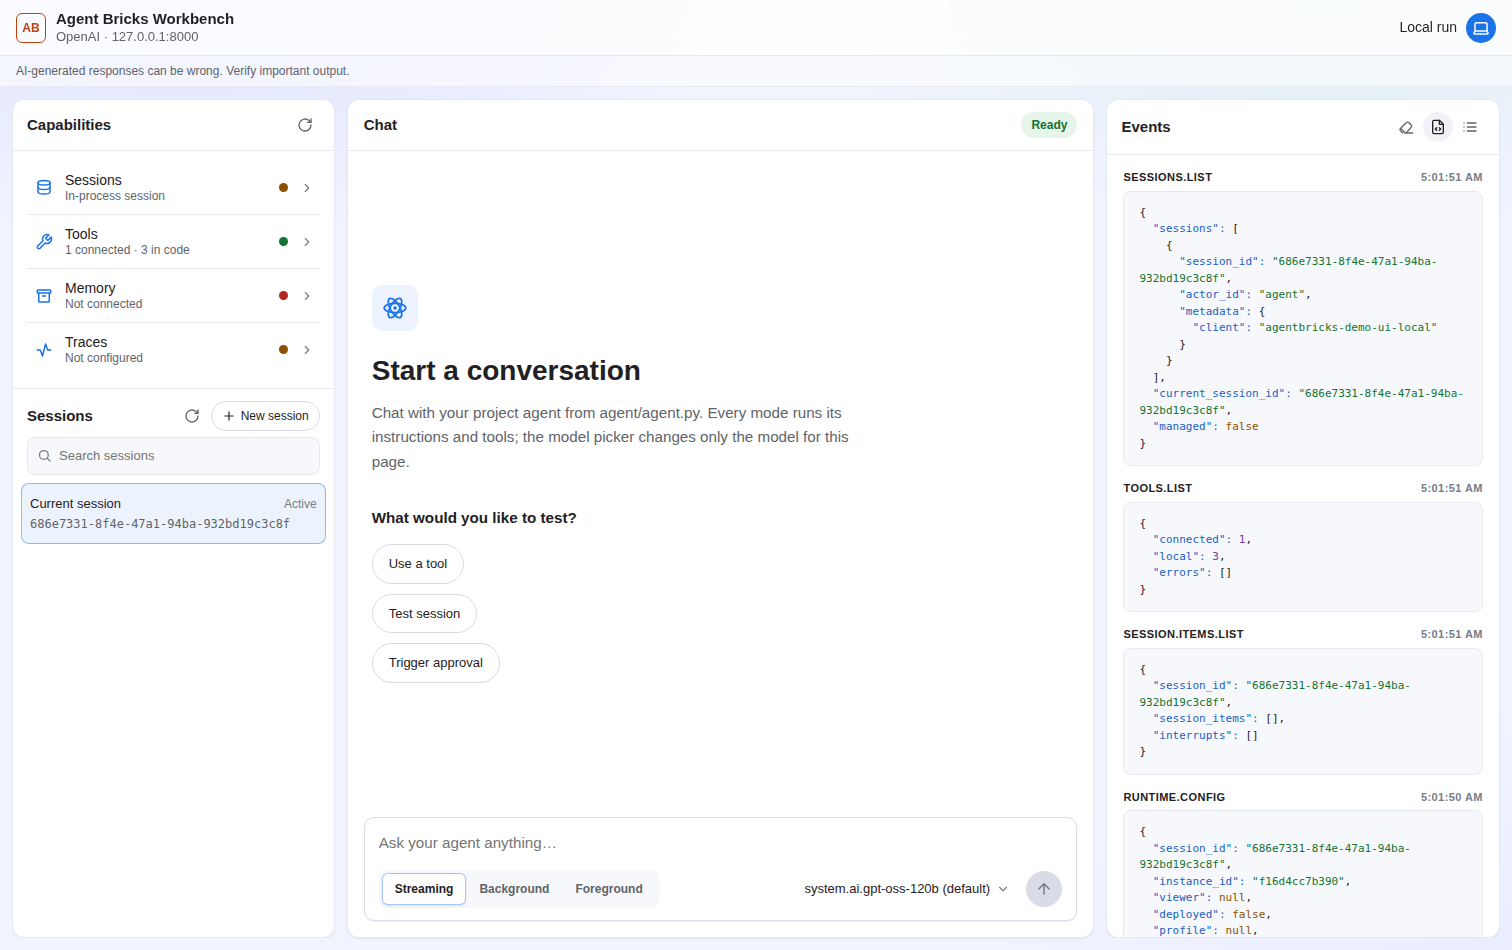 AB
Agent Bricks Workbench
OpenAI · 127.0.0.1:8000
Local run
AI-generated responses can be wrong. Verify important output.
Capabilities
Sessions
In-process session
Tools
1 connected · 3 in code
Memory
Not connected
Traces
Not configured
Sessions
New session
Search sessions
Current session
Active
686e7331-8f4e-47a1-94ba-932bd19c3c8f
Chat
Ready
Start a conversation
Chat with your project agent from agent/agent.py. Every mode runs its
instructions and tools; the model picker changes only the model for this
page.
What would you like to test?
Use a tool
Test session
Trigger approval
Ask your agent anything…
Streaming
Background
Foreground
system.ai.gpt-oss-120b (default)
Events
SESSIONS.LIST
5:01:51 AM
{
"sessions": [
{
"session_id": "686e7331-8f4e-47a1-94ba-
932bd19c3c8f",
"actor_id": "agent",
"metadata": {
"client": "agentbricks-demo-ui-local"
}
}
],
"current_session_id": "686e7331-8f4e-47a1-94ba-
932bd19c3c8f",
"managed": false
}
TOOLS.LIST
5:01:51 AM
{
"connected": 1,
"local": 3,
"errors": []
}
SESSION.ITEMS.LIST
5:01:51 AM
{
"session_id": "686e7331-8f4e-47a1-94ba-
932bd19c3c8f",
"session_items": [],
"interrupts": []
}
RUNTIME.CONFIG
5:01:50 AM
{
"session_id": "686e7331-8f4e-47a1-94ba-
932bd19c3c8f",
"instance_id": "f16d4cc7b390",
"viewer": null,
"deployed": false,
"profile": null,